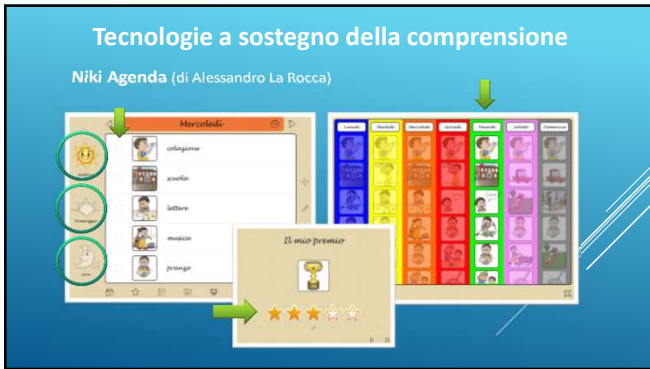 Tecnologie a sostegno della comprensione
Niki Agenda (di Alessandro La Rocca)
Mercoledì
colazione
scuola
lettere
musica
pranzo
Lunedì Martedì Mercoledì Giovedì Venerdì Sabato Domenica
Il mio premio